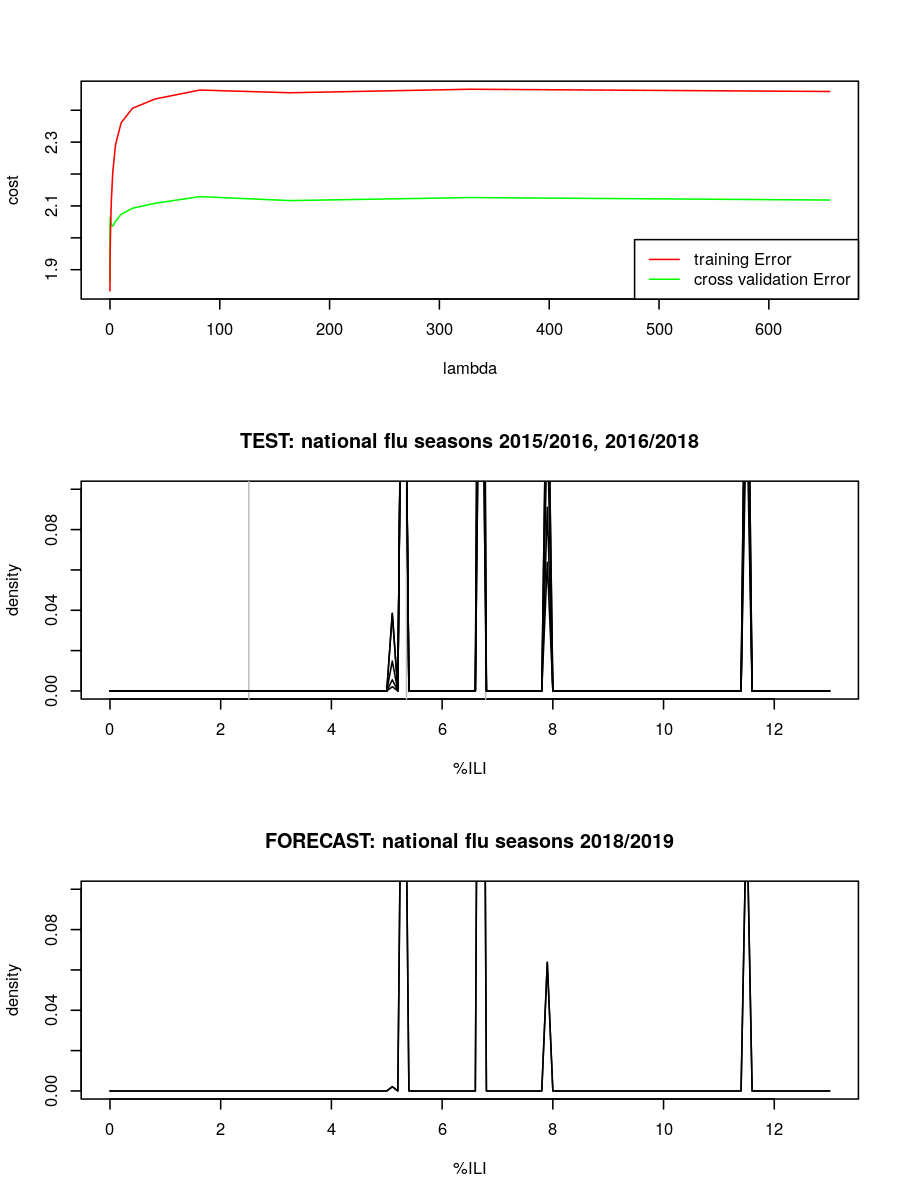 cost
2.3
2.1
1.9
training Error
cross validation Error
0 100 200 300 400 500 600
lambda
TEST: national flu seasons 2015/2016, 2016/2018
density
0.08
0.04
0.00
0 2 4 6 8 10 12
%ILI
FORECAST: national flu seasons 2018/2019
density
0.08
0.04
0.00
0 2 4 6 8 10 12
%ILI